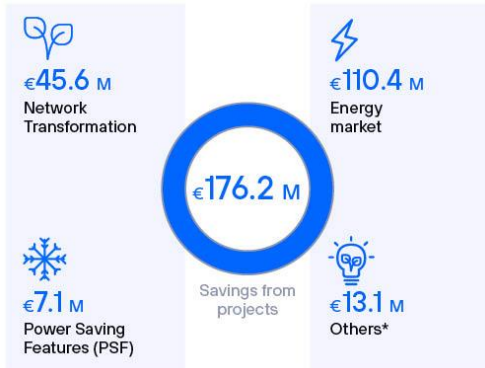 €45.6 M
Network
Transformation
€110.4 M
Energy
market
€176.2 M
Savings from
projects
€7.1 M
Power Saving
Features (PSF)
€13.1 M
Others*